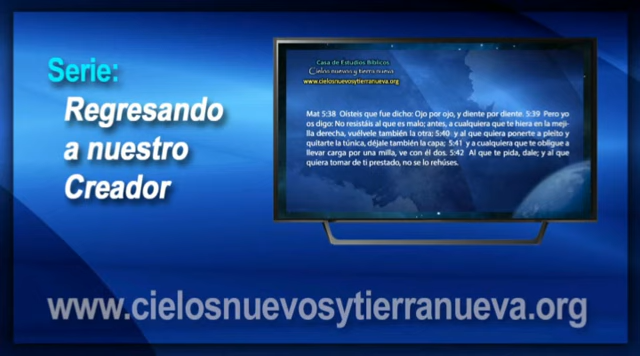 Serie:
Regresando
a nuestro
Creador
Casa de Estudios Bíblicos
Cielos nuevos y tierra nueva
www.cielosnuevosytierranueva.org
Mat 5:38 Oísteis que fue dicho: Ojo por ojo, y diente por diente. 5:39 Pero yo
os digo: No resistáis al que es malo; antes, a cualquiera que te hiera en la meji-
lla derecha, vuélvele también la otra; 5:40 y al que quiera ponerte a pleito y
quitarte la túnica, déjale también la capa; 5:41 y a cualquiera que te obligue a
llevar carga por una milla, ve con él dos. 5:42 Al que te pida, dale; y al que
quiera tomar de ti prestado, no se lo rehúses.
www.cielosnuevosytierranueva.org